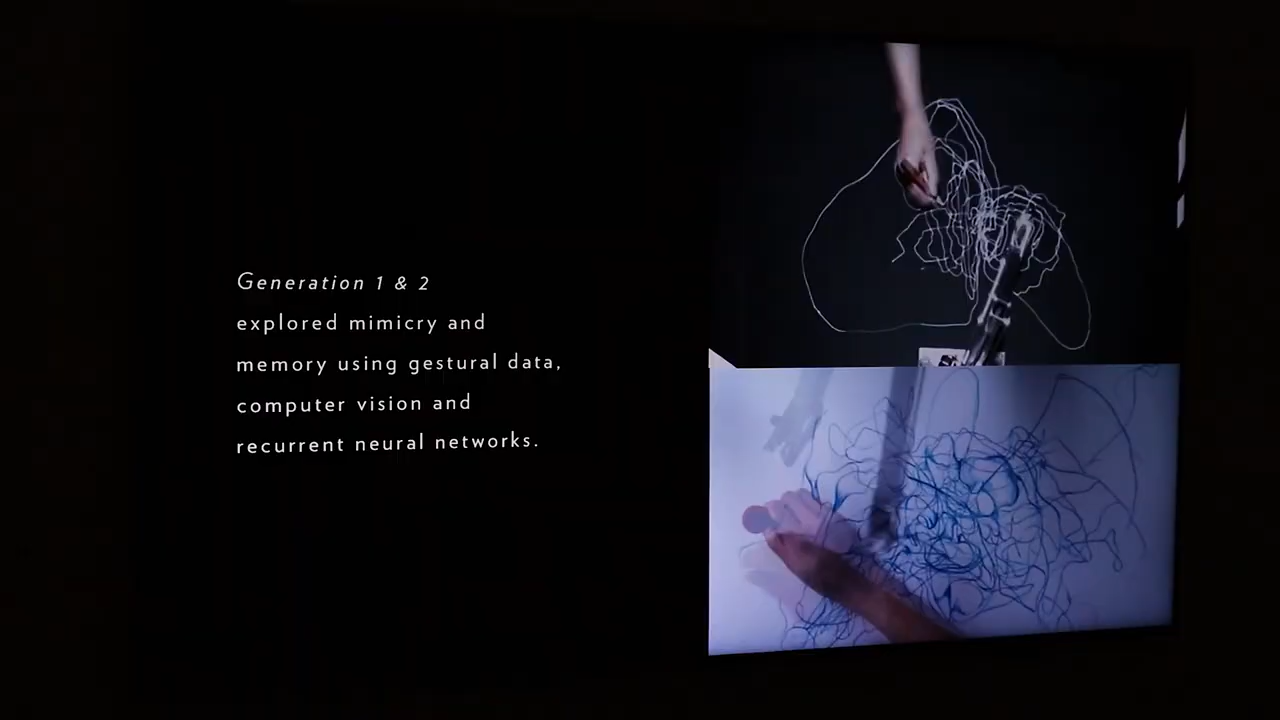 Generation 1 & 2
explored mimicry and
memory using gestural data,
computer vision and
recurrent neural networks.